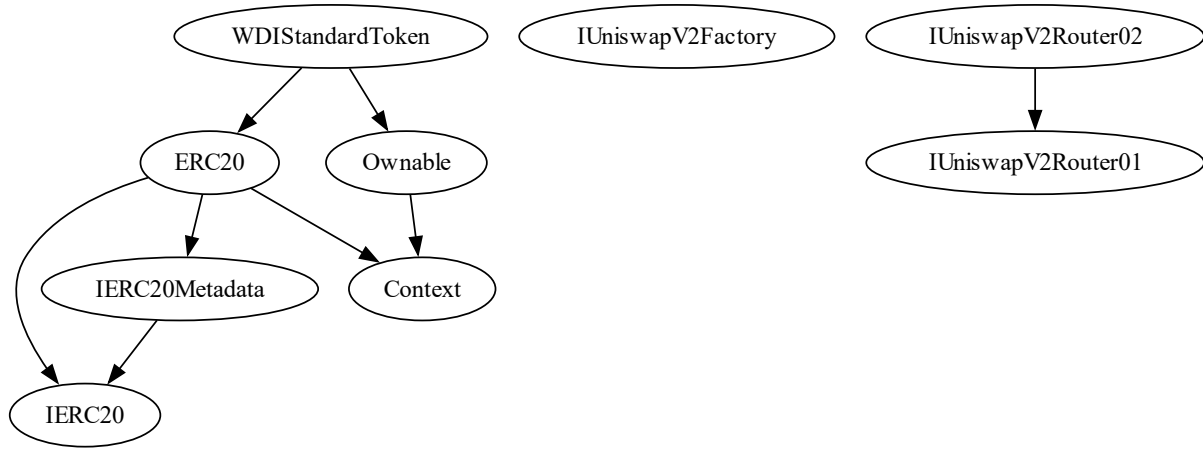 WDIStandardToken
IUniswapV2Factory
IUniswapV2Router02
ERC20
Ownable
IUniswapV2Router01
IERC20Metadata
Context
IERC20